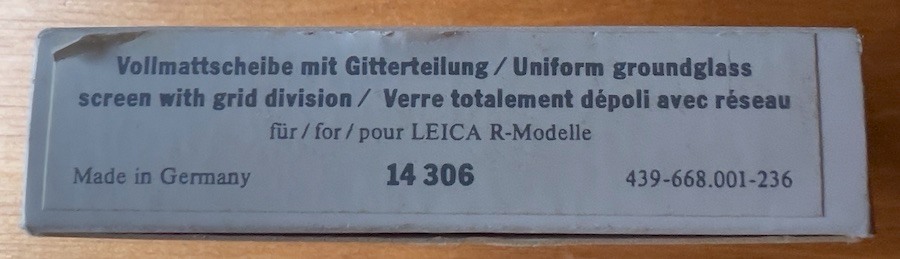 Vollmattscheibe mit Gitterteilung / Uniform groundglass
screen with grid division / Verre totalement dépoli avec réseau
für / for / pour LEICA R-Modelle
Made in Germany 14 306 439-668.001-236